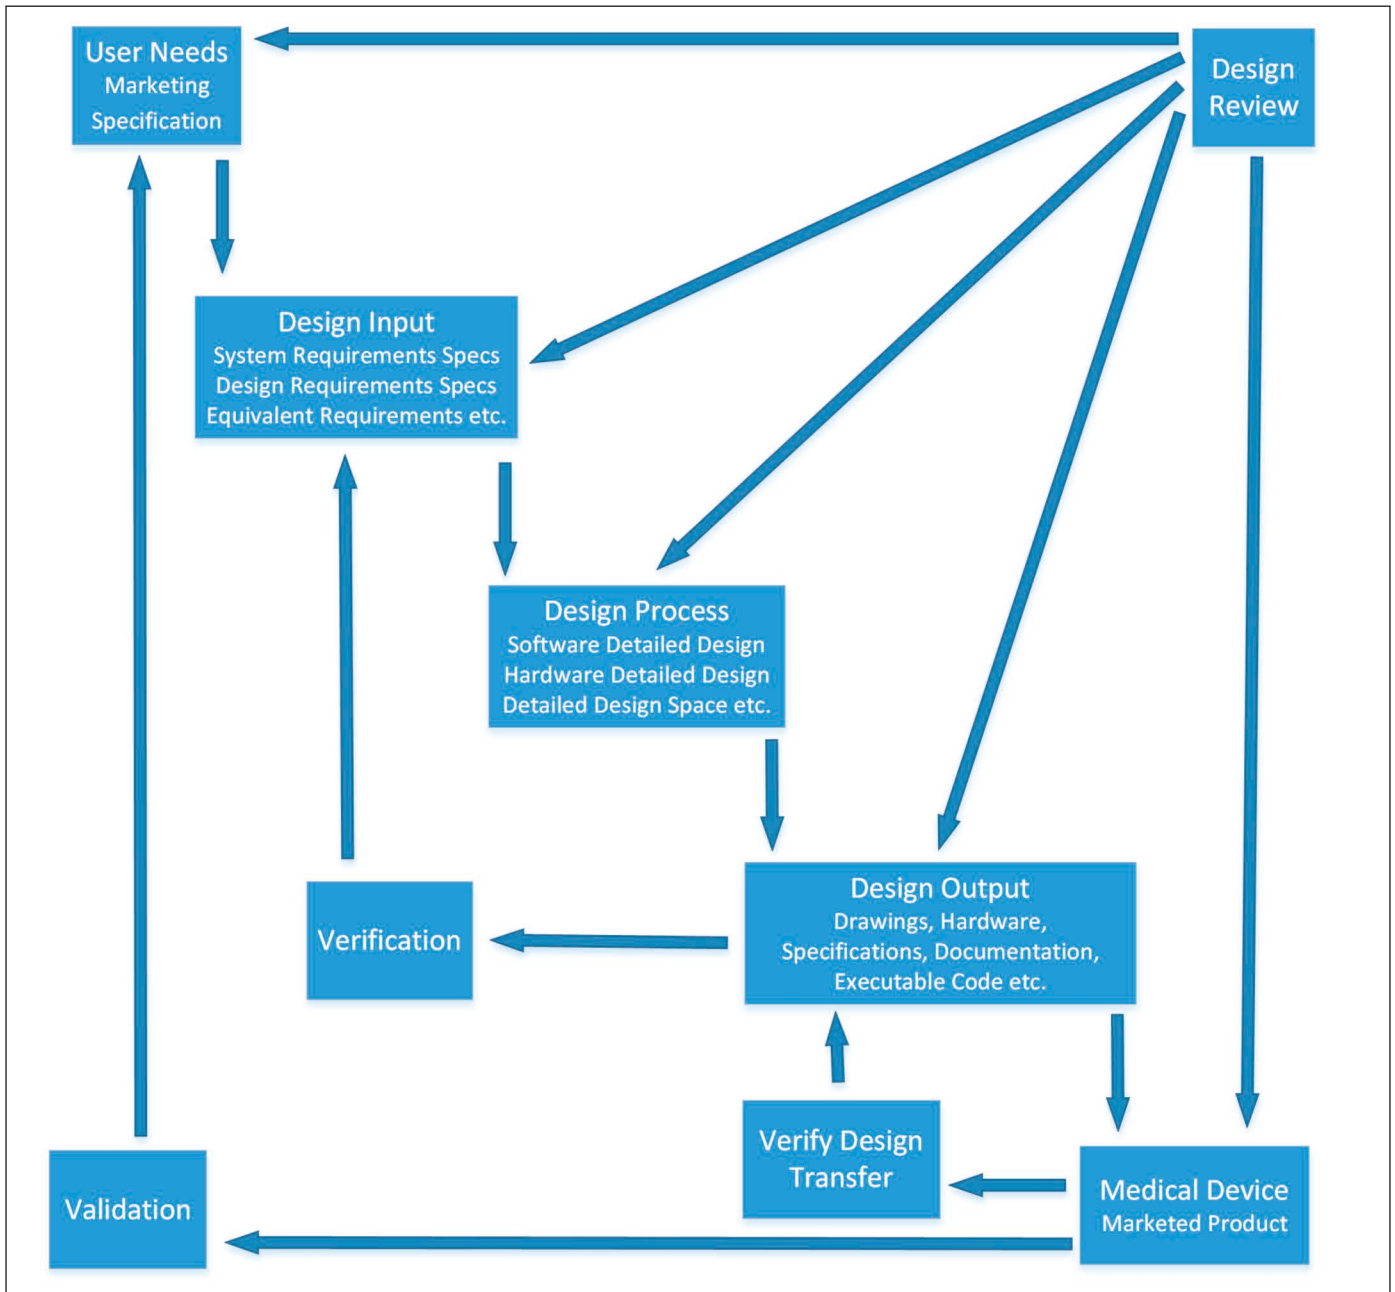 User Needs
Marketing
Specification
Design
Review
Design Input
System Requirements Specs
Design Requirements Specs
Equivalent Requirements etc.
Design Process
Software Detailed Design
Hardware Detailed Design
Detailed Design Space etc.
Design Output
Drawings, Hardware,
Specifications, Documentation,
Executable Code etc.
Verification
Verify Design
Transfer
Medical Device
Marketed Product
Validation